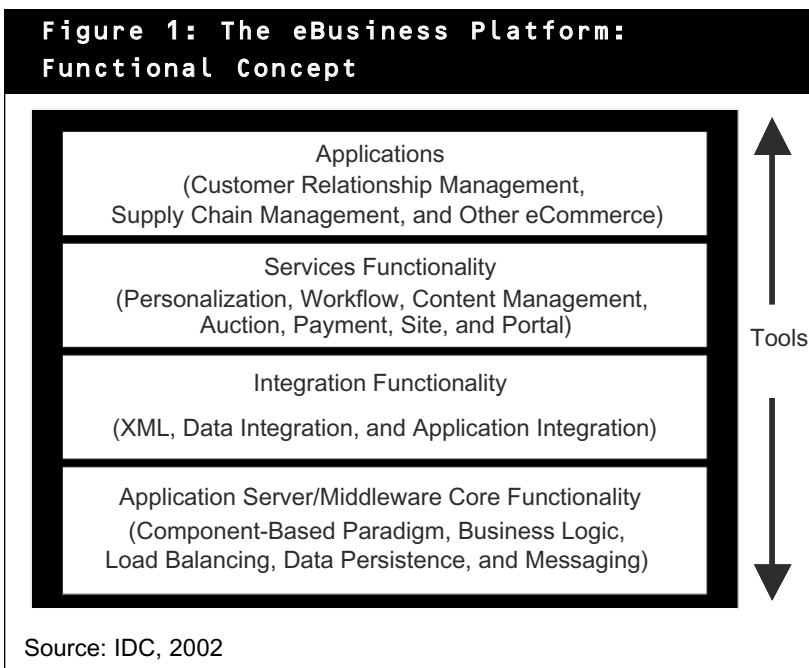 Figure 1: The eBusiness Platform:
Functional Concept
Applications
(Customer Relationship Management,
Supply Chain Management, and Other eCommerce)
Services Functionality
(Personalization, Workflow, Content Management,
Auction, Payment, Site, and Portal)
Integration Functionality
(XML, Data Integration, and Application Integration)
Application Server/Middleware Core Functionality
(Component-Based Paradigm, Business Logic,
Load Balancing, Data Persistence, and Messaging)
Tools
Source: IDC, 2002